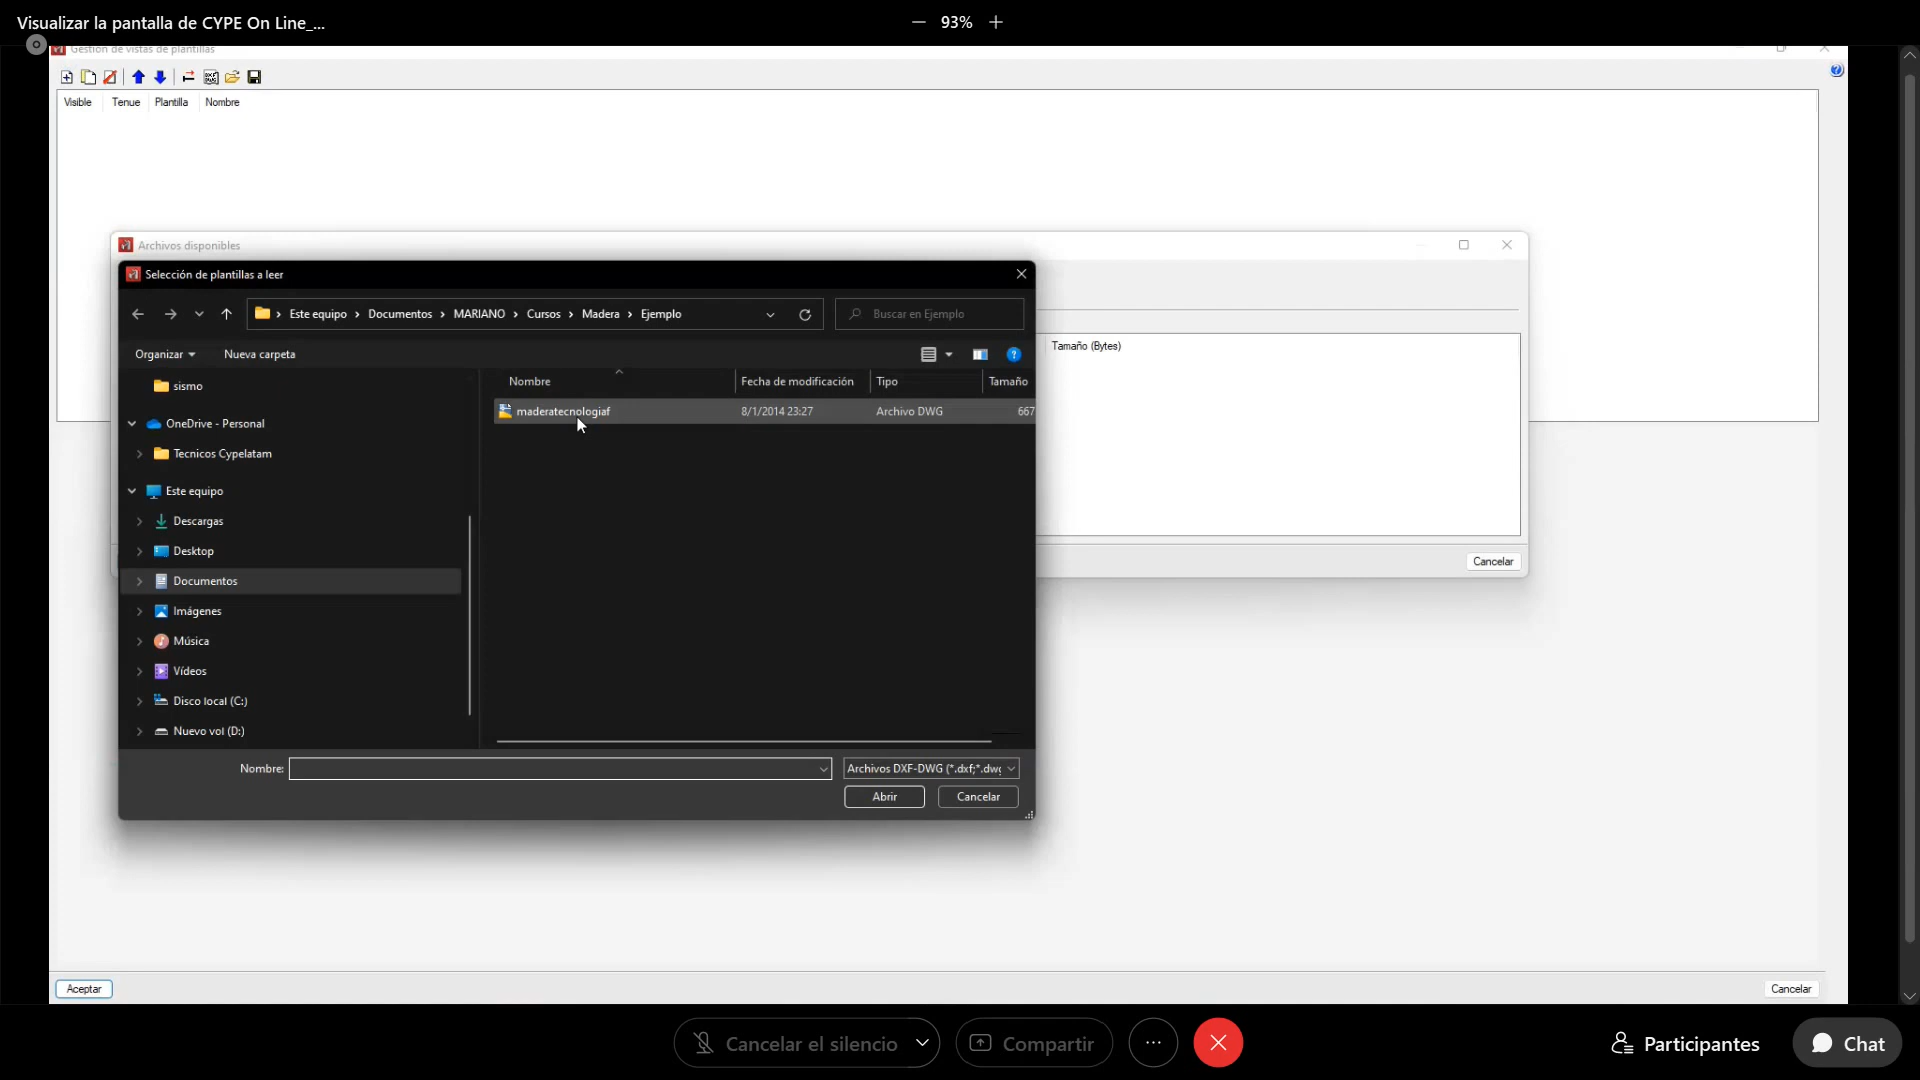 Visualizar la pantalla de CYPE On Line_...
93%
Gestión de vistas de plantillas
Visible Tenue Plantilla Nombre
Archivos disponibles
Selección de plantillas a leer
Este equipo Documentos MARIANO Cursos Madera Ejemplo
Buscar en Ejemplo
Tamaño (Bytes)
Organizar Nueva carpeta
sismo
OneDrive - Personal
Tecnicos Cypelatam
Este equipo
Descargas
Desktop
Documentos
Imágenes
Música
Vídeos
Disco local (C:)
Nuevo vol (D:)
Nombre Fecha de modificación Tipo Tamaño
maderatecnologiaf 8/1/2014 23:27 Archivo DWG 667
Cancelar
Nombre: Archivos DXF-DWG (*.dxf;*.dwg
Abrir Cancelar
Aceptar Cancelar
Cancelar el silencio Compartir ... Participantes Chat